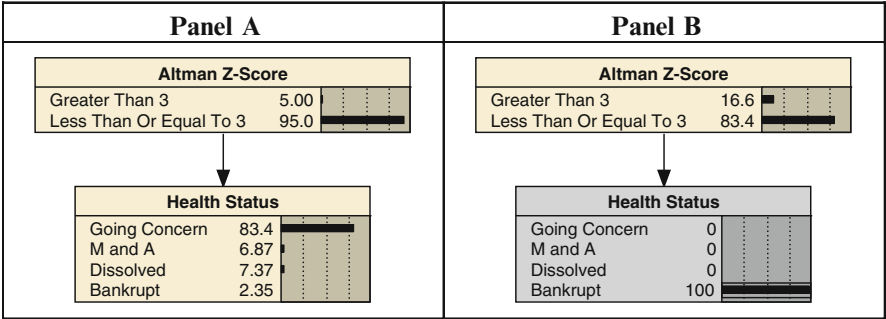 Panel A
Altman Z-Score
Greater Than 3 5.00
Less Than Or Equal To 3 95.0
Health Status
Going Concern 83.4
M and A 6.87
Dissolved 7.37
Bankrupt 2.35
Panel B
Altman Z-Score
Greater Than 3 16.6
Less Than Or Equal To 3 83.4
Health Status
Going Concern 0
M and A 0
Dissolved 0
Bankrupt 100